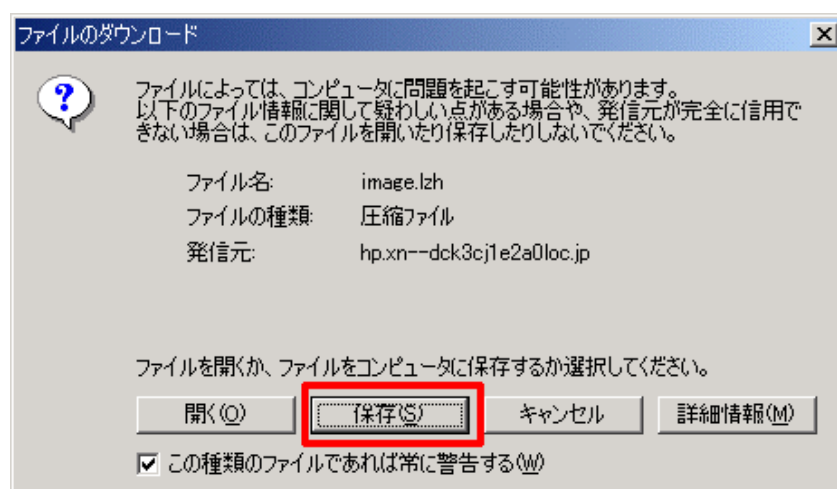 ファイルのダウンロード
ファイルによっては、コンピュータに問題を起こす可能性があります。
以下のファイル情報に関して疑わしい点がある場合や、発信元が完全に信用で
きない場合は、このファイルを開いたり保存したりしないでください。
ファイル名: image.lzh
ファイルの種類: 圧縮ファイル
発信元: hp.xn--dck3cj1e2a0loc.jp
ファイルを開くか、ファイルをコンピュータに保存するか選択してください。
開く(O) 保存(S) キャンセル 詳細情報(M)
この種類のファイルであれば常に警告する(W)